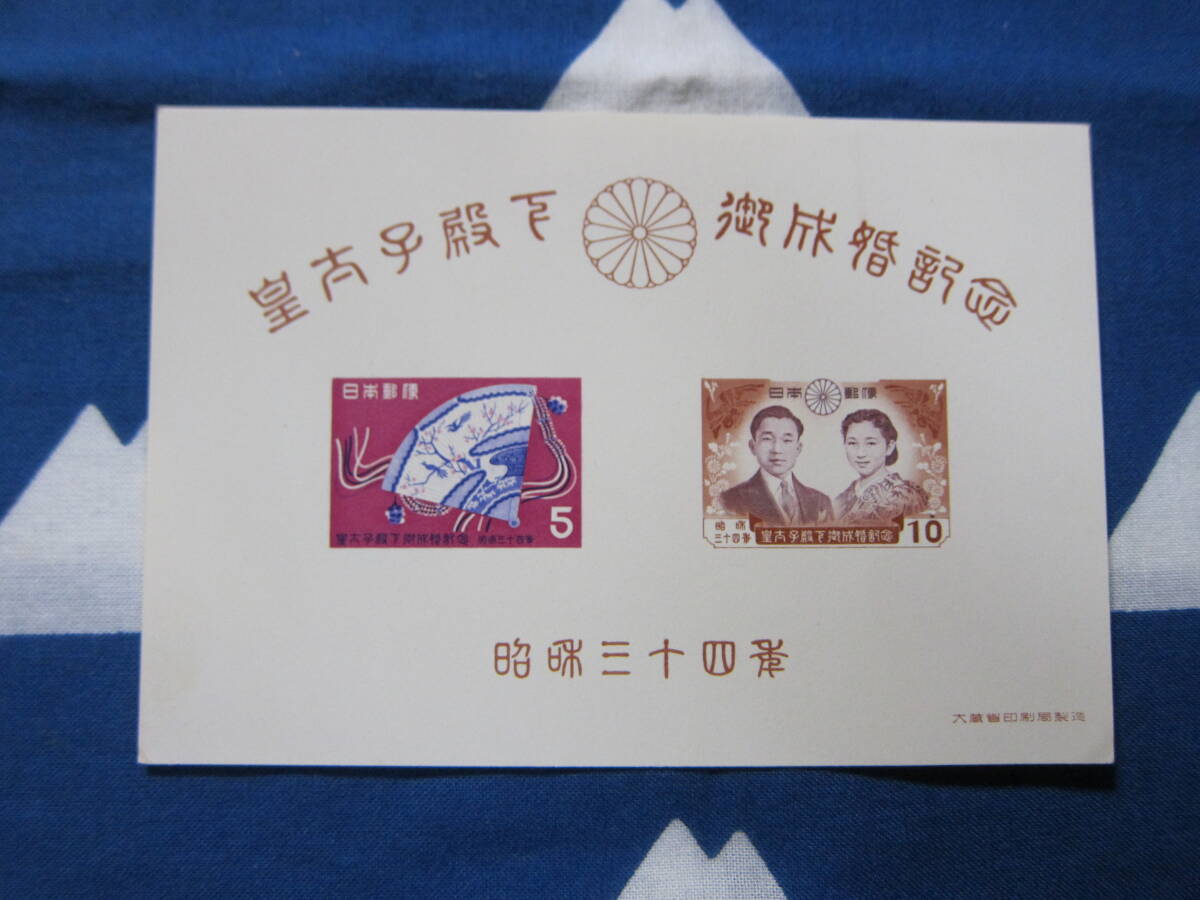 皇太子殿下 御成婚記念
日本郵便
5
皇太子殿下御成婚記念 昭和三十四年
日本 郵便
昭和
三十四年
皇太子殿下御成婚記念
10
昭和三十四年
大蔵省印刷局製造